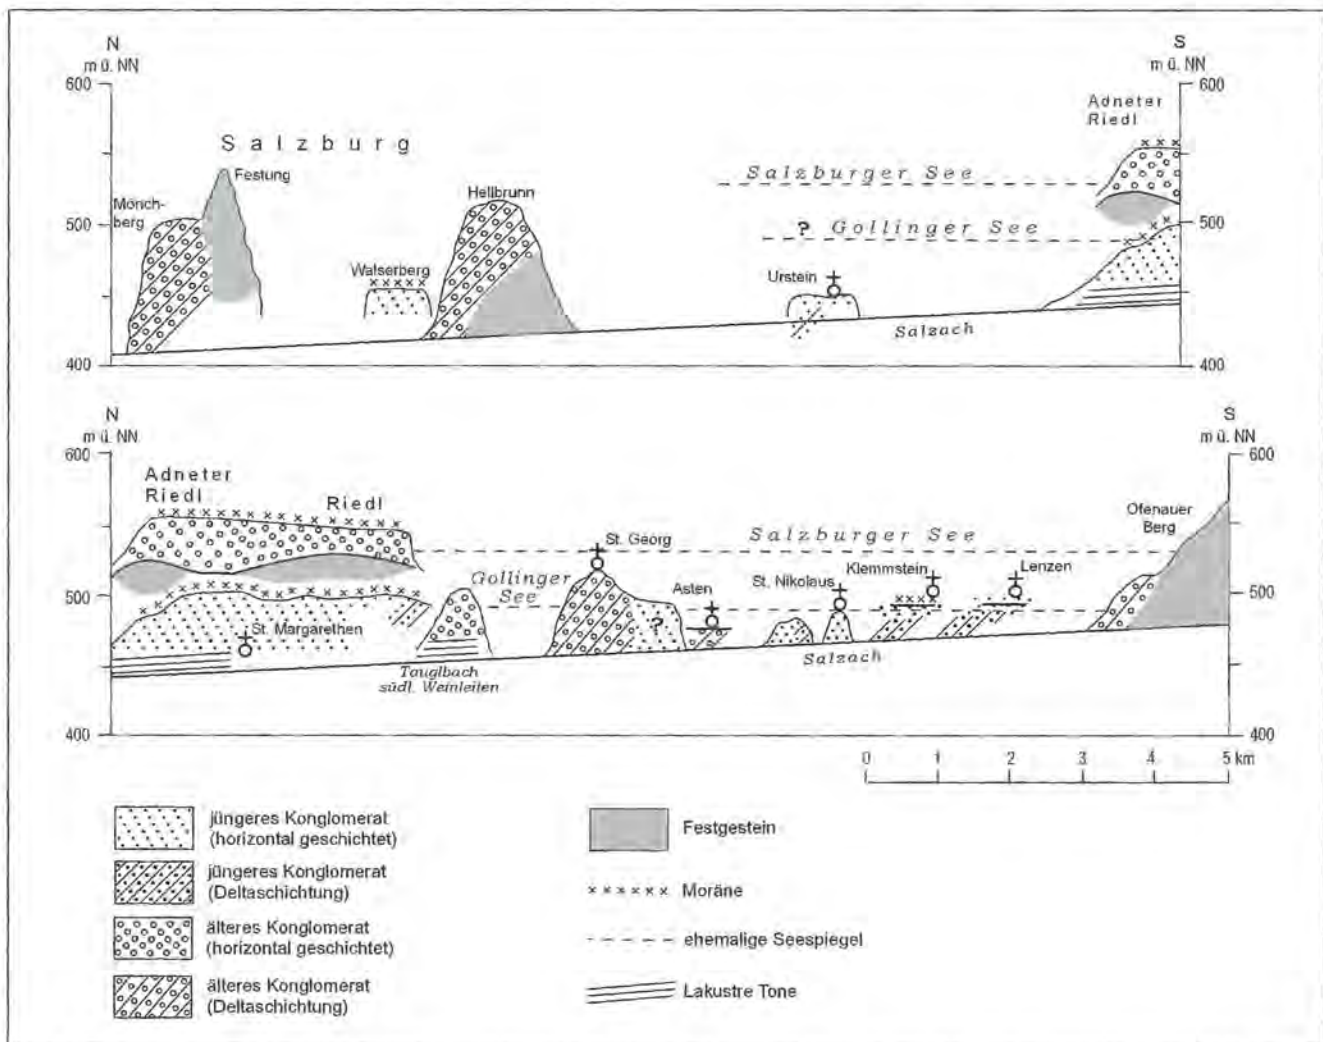 N
m ü. NN
600
500
400
Salzburg
Mönch-
berg
Festung
Walserberg
Hellbrunn
Salzburger See
? Gollinger See
Urstein
Salzach
S
m ü. NN
600
500
400
Adneter
Riedl
N
m ü. NN
600
500
400
Adneter
Riedl
Riedl
St. Margarethen
Gollinger
See
Tauglbach
südl. Weinleiten
St. Georg
?
Asten
Salzburger See
St. Nikolaus
Klemmstein
Lenzen
Salzach
Ofenauer
Berg
S
m ü. NN
600
500
400
0 1 2 3 4 5 km
jüngeres Konglomerat
(horizontal geschichtet)
jüngeres Konglomerat
(Deltaschichtung)
älteres Konglomerat
(horizontal geschichtet)
älteres Konglomerat
(Deltaschichtung)
Festgestein
Moräne
ehemalige Seespiegel
Lakustre Tone